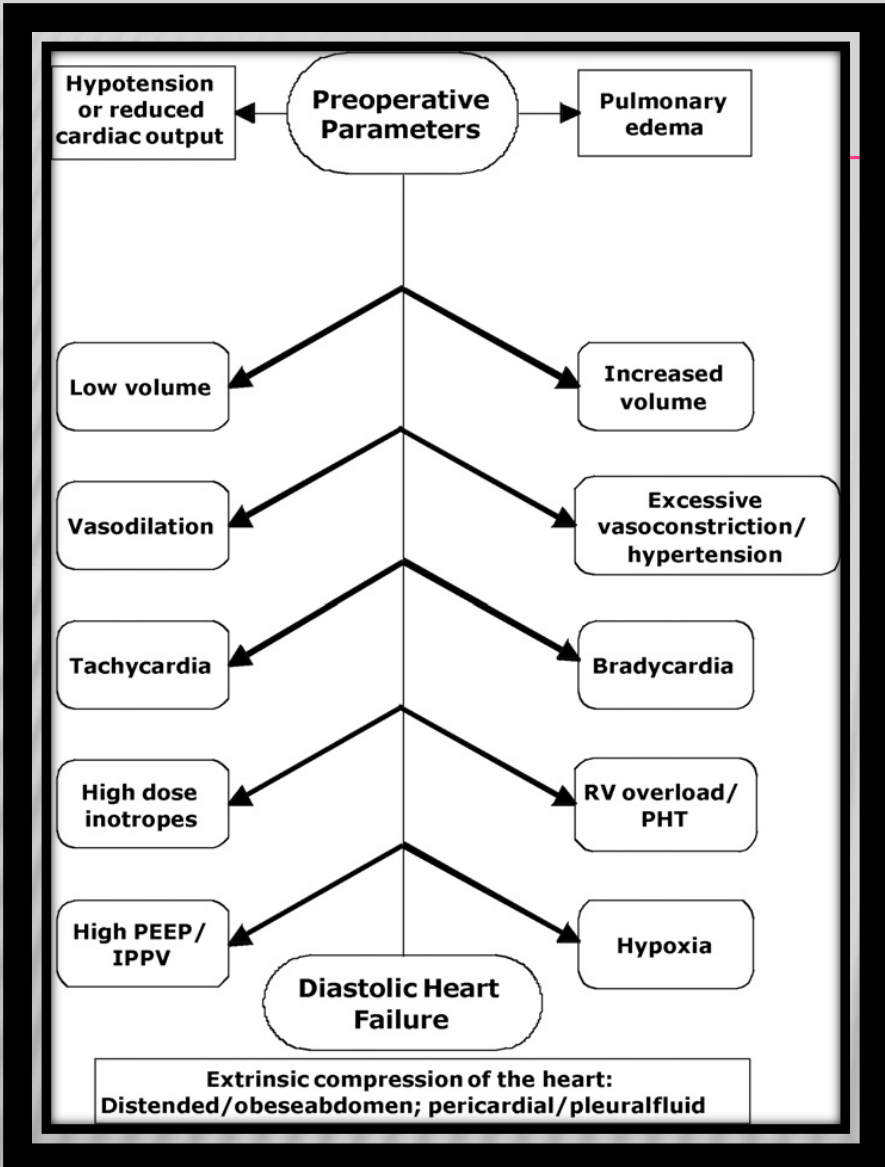 Hypotension
or reduced
cardiac output
Preoperative
Parameters
Pulmonary
edema
Low volume
Increased
volume
Vasodilation
Excessive
vasoconstriction/
hypertension
Tachycardia
Bradycardia
High dose
inotropes
RV overload/
PHT
High PEEP/
IPPV
Hypoxia
Diastolic Heart
Failure
Extrinsic compression of the heart:
Distended/obeseabdomen; pericardial/pleuralfluid